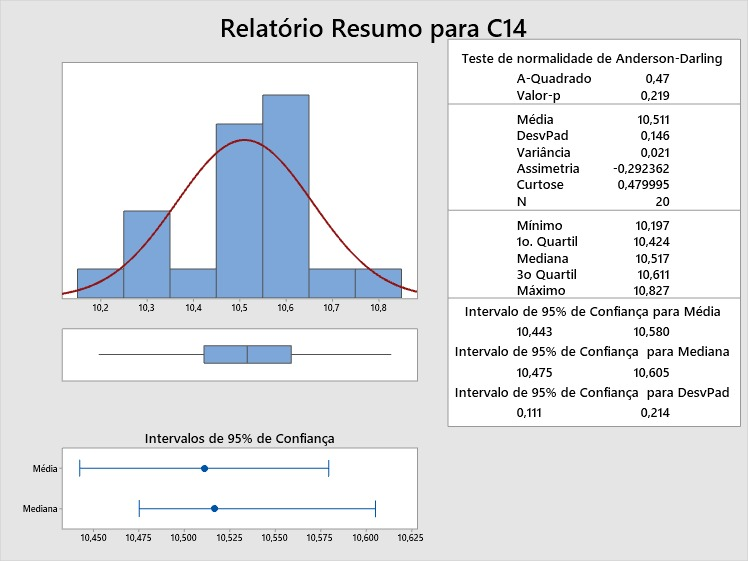 Relatório Resumo para C14
Teste de normalidade de Anderson-Darling
A-Quadrado 0,47
Valor-p 0,219
Média 10,511
DesvPad 0,146
Variância 0,021
Assimetria -0,292362
Curtose 0,479995
N 20
Mínimo 10,197
1o. Quartil 10,424
Mediana 10,517
3o Quartil 10,611
Máximo 10,827
Intervalo de 95% de Confiança para Média
10,443 10,580
Intervalo de 95% de Confiança para Mediana
10,475 10,605
Intervalo de 95% de Confiança para DesvPad
0,111 0,214
10,2 10,3 10,4 10,5 10,6 10,7 10,8
Intervalos de 95% de Confiança
Média
Mediana
10,450 10,475 10,500 10,525 10,550 10,575 10,600 10,625